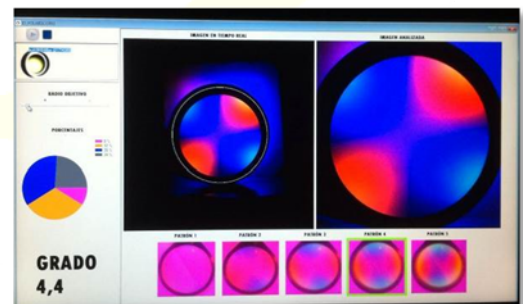 IMAGEN EN TIEMPO REAL
IMAGEN ANALIZADA
RADIO OBJETIVO
PORCENTAJES
PATRÓN 1
PATRÓN 2
PATRÓN 3
PATRÓN 4
PATRÓN 5
GRADO
4,4